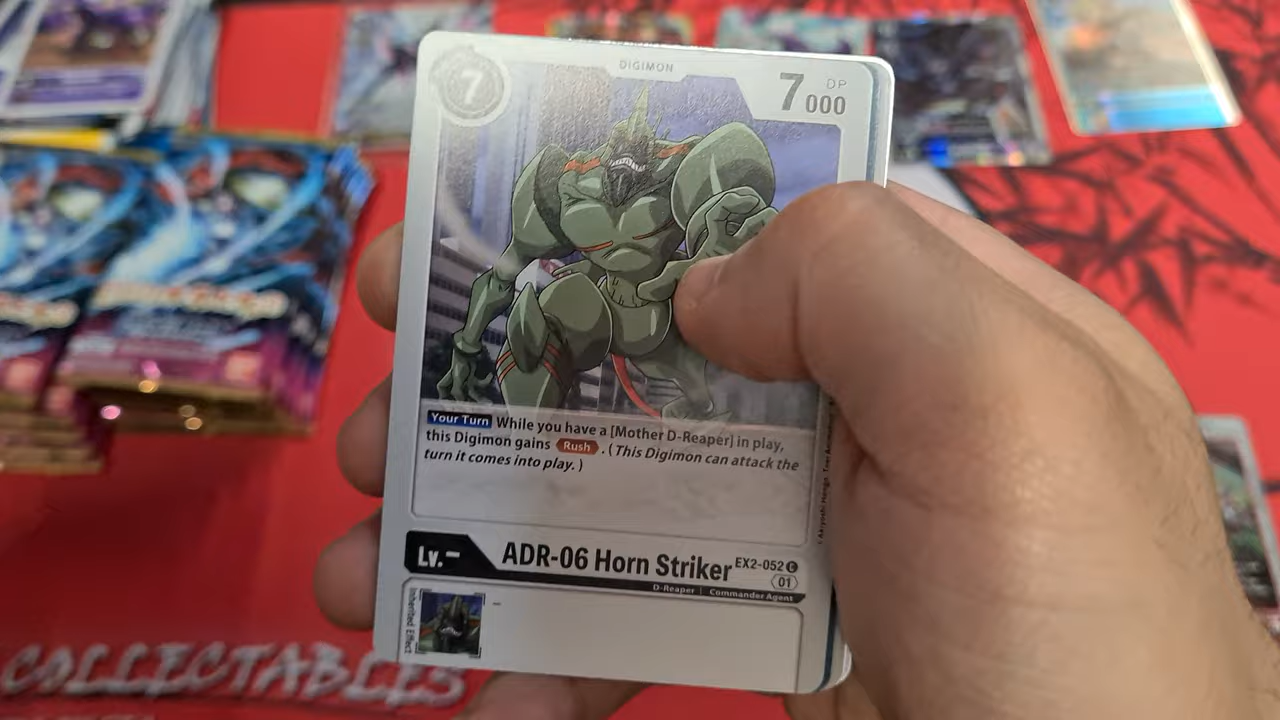 DIGIMON
7
7000 DP
Your Turn While you have a [Mother D-Reaper] in play,
this Digimon gains Rush. (This Digimon can attack the
turn it comes into play.)
Lv.-
ADR-06 Horn Striker
EX2-052 C
01
D-Reaper | Commander Agent
Inherited Effect
-
COLLECTABLES